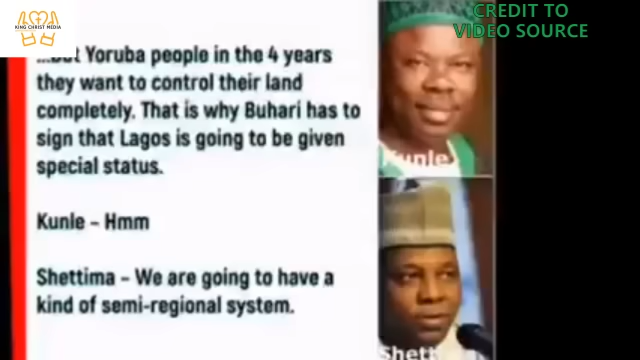 KING CHRIST MEDIA
CREDIT TO
VIDEO SOURCE
...but Yoruba people in the 4 years
they want to control their land
completely. That is why Buhari has to
sign that Lagos is going to be given
special status.
Kunle – Hmm
Shettima – We are going to have a
kind of semi-regional system.
Kunle